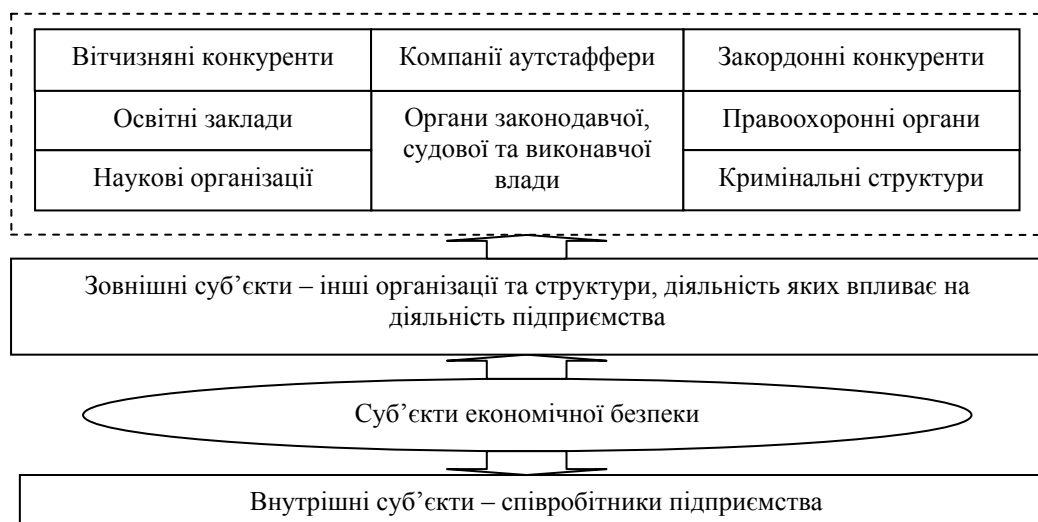 Вітчизняні конкуренти
Компанії аутстаффери
Закордонні конкуренти
Освітні заклади
Органи законодавчої,
судової та виконавчої
влади
Правоохоронні органи
Наукові організації
Кримінальні структури
Зовнішні суб’єкти – інші організації та структури, діяльність яких впливає на
діяльність підприємства
Суб’єкти економічної безпеки
Внутрішні суб’єкти – співробітники підприємства